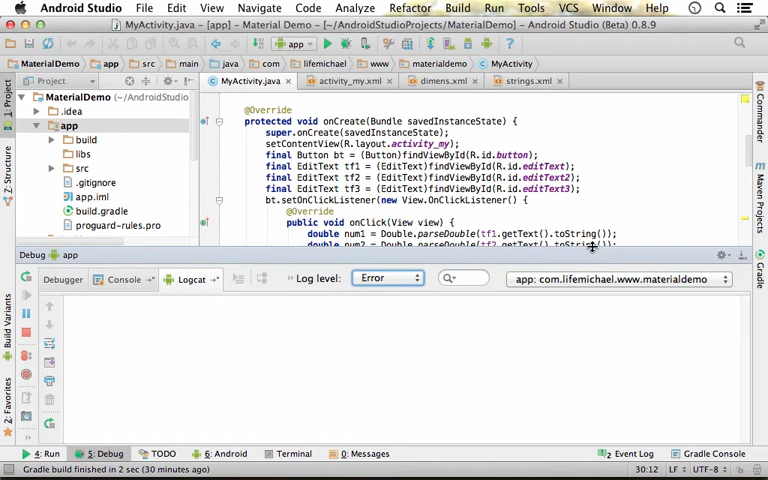 Android Studio File Edit View Navigate Code Analyze Refactor Build Run Tools VCS Window Help
MyActivity.java - [app] - Material Demo - [~/AndroidStudioProjects/MaterialDemo] - Android Studio (Beta) 0.8.9
app
MaterialDemo app src main java com lifemichael www materialdemo MyActivity
Project
MyActivity.java × activity_my.xml × dimens.xml × strings.xml ×
MaterialDemo (~/AndroidStudio
.idea
app
build
libs
src
.gitignore
app.iml
build.gradle
proguard-rules.pro
@Override
protected void onCreate(Bundle savedInstanceState) {
super.onCreate(savedInstanceState);
setContentView(R.layout.activity_my);
final Button bt = (Button)findViewById(R.id.button);
final EditText tf1 = (EditText)findViewById(R.id.editText);
final EditText tf2 = (EditText)findViewById(R.id.editText2);
final EditText tf3 = (EditText)findViewById(R.id.editText3);
bt.setOnClickListener(new View.OnClickListener() {
@Override
public void onClick(View view) {
double num1 = Double.parseDouble(tf1.getText().toString());
double num2 = Double.parseDouble(tf2.getText().toString());
1: Project
7: Structure
Build Variants
2: Favorites
Commander
Maven Projects
Gradle
Debug app
Debugger Console Logcat Log level: Error app: com.lifemichael.www.materialdemo
4: Run 5: Debug TODO 6: Android Terminal 0: Messages 2 Event Log Gradle Console
Gradle build finished in 2 sec (30 minutes ago) 30:12 LF UTF-8